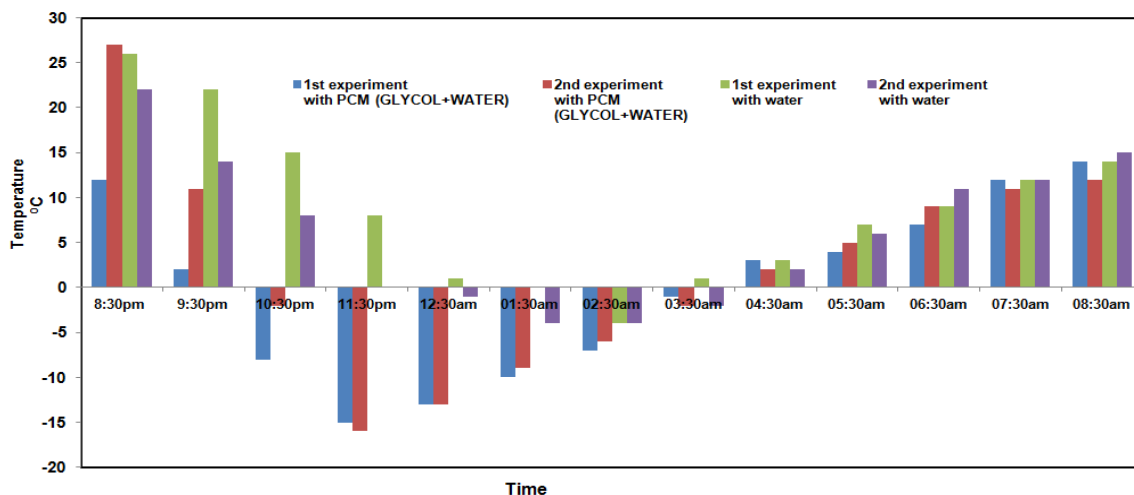 30
25
20
15
10
5
0
-5
-10
-15
-20
Temperature
⁰C
1st experiment
with PCM (GLYCOL+WATER)
2nd experiment
with PCM
(GLYCOL+WATER)
1st experiment
with water
2nd experiment
with water
8:30pm 9:30pm 10:30pm 11:30pm 12:30am 01:30am 02:30am 03:30am 04:30am 05:30am 06:30am 07:30am 08:30am
Time